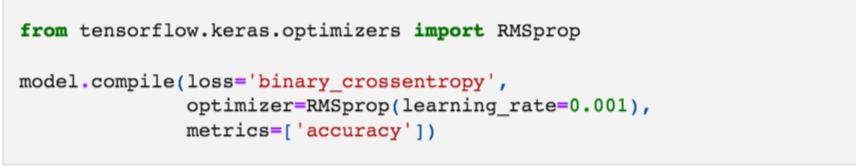 from tensorflow.keras.optimizers import RMSprop
model.compile(loss='binary_crossentropy',
optimizer=RMSprop(learning_rate=0.001),
metrics=['accuracy'])